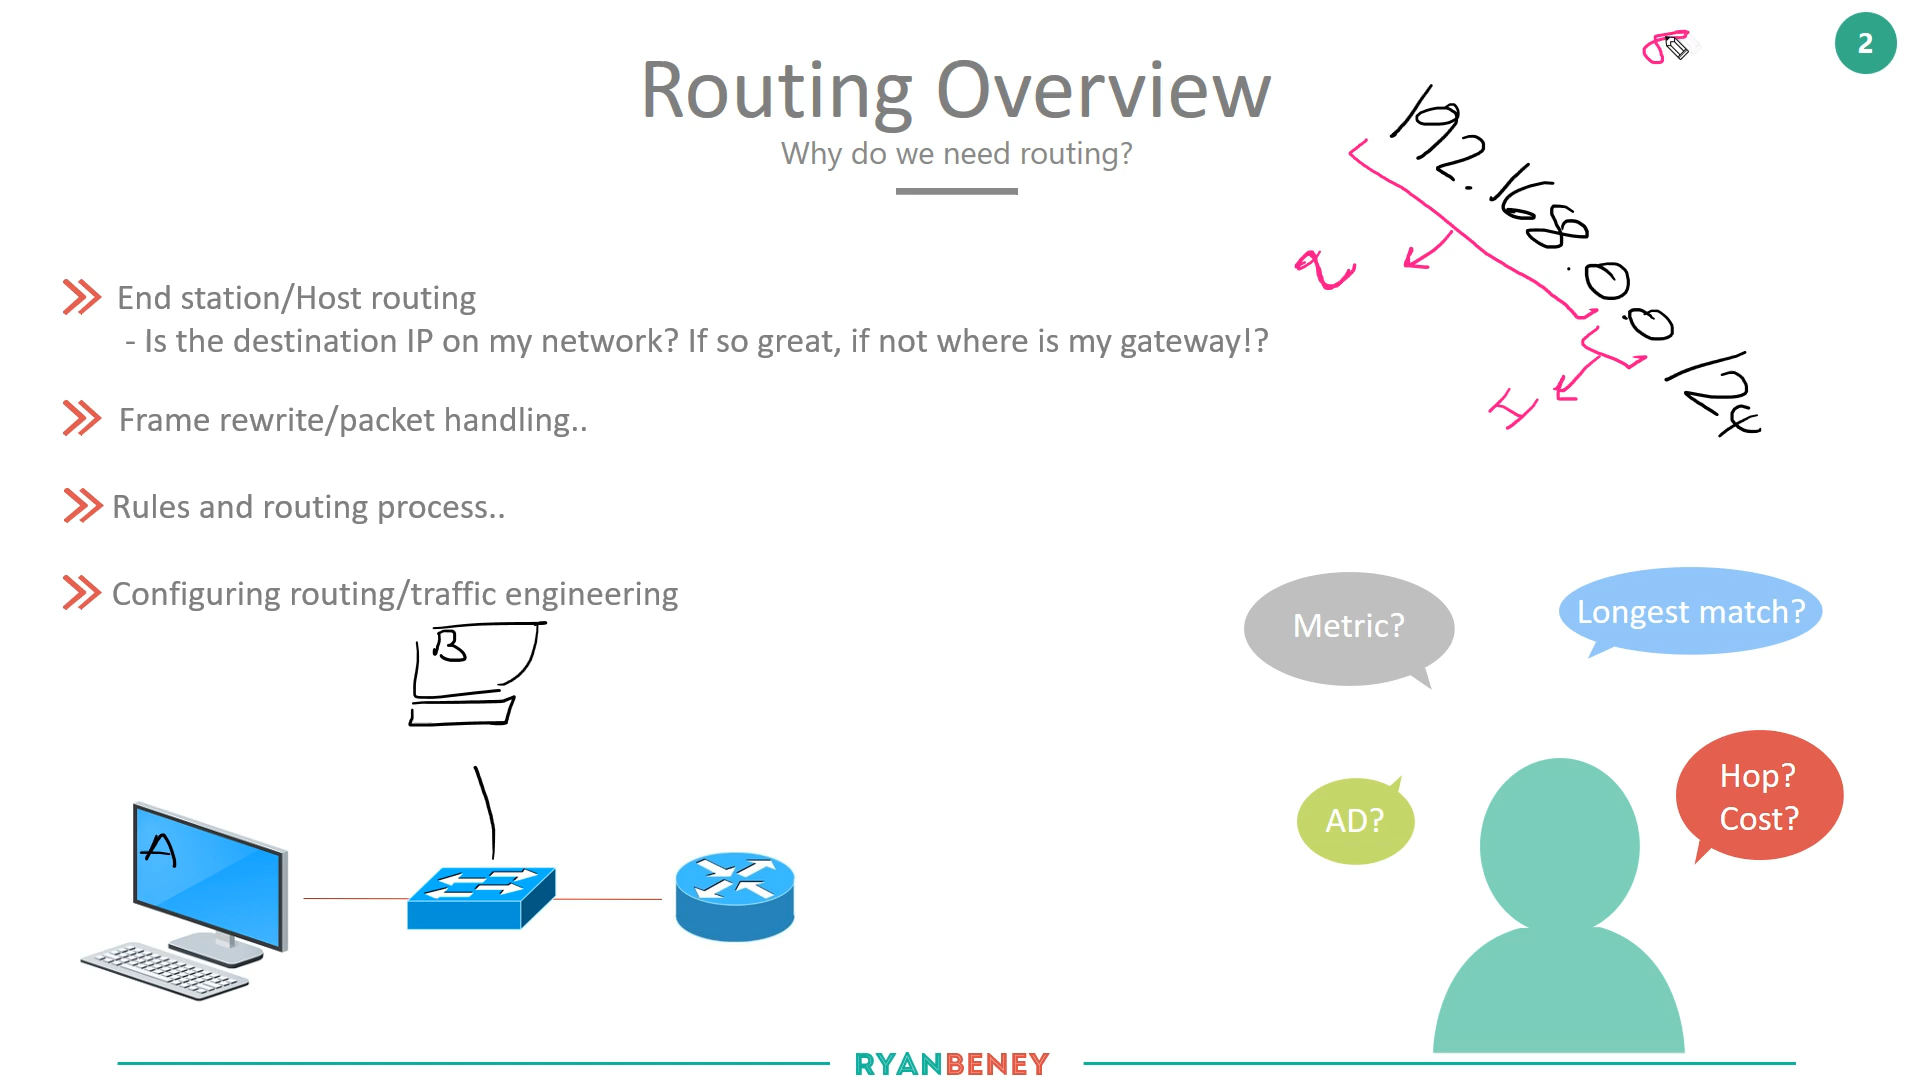 2
Routing Overview
Why do we need routing?
192.168.0.0/24
H
End station/Host routing
- Is the destination IP on my network? If so great, if not where is my gateway!?
Frame rewrite/packet handling..
Rules and routing process..
Configuring routing/traffic engineering
B
A
Metric?
Longest match?
AD?
Hop?
Cost?
RYANBENEY